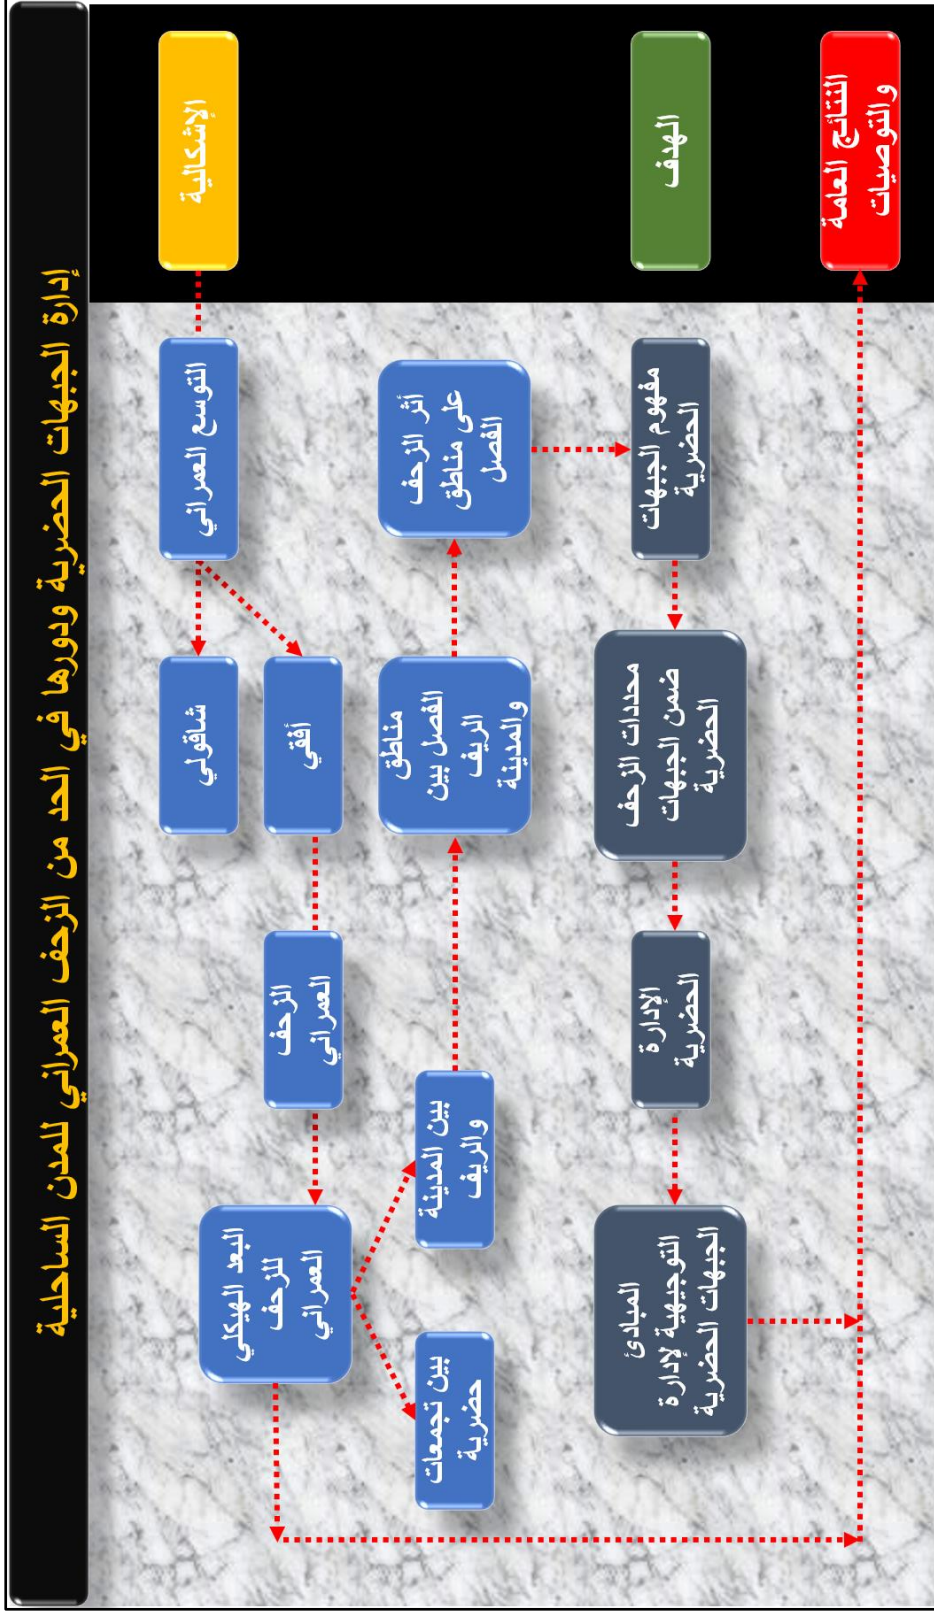 إدارة الجبهات الحضرية ودورها في الحد من الزحف العمراني للمدن الساحلية
الإشكالية
التوسع العمراني
شاقولي
أفقي
الزحف
العمراني
البعد الهيكلي
للزحف
العمراني
بين تجمعات
حضرية
بين المدينة
والريف
مناطق
الفصل بين
الريف
والمدينة
أثر الزحف
على مناطق
الفصل
الهدف
مفهوم الجبهات
الحضرية
محددات الزحف
ضمن الجبهات
الحضرية
الإدارة
الحضرية
المبادئ
التوجيهية لإدارة
الجبهات الحضرية
النتائج العامة
والتوصيات